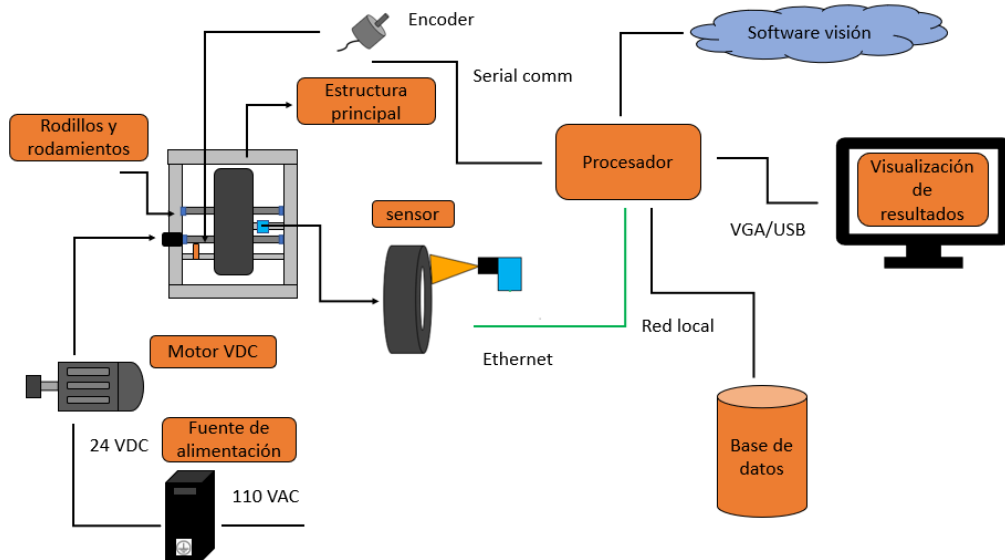 Encoder
Software visión
Serial comm
Estructura
principal
Rodillos y
rodamientos
Procesador
Visualización
de
resultados
sensor
VGA/USB
Red local
Ethernet
Motor VDC
24 VDC
Fuente de
alimentación
110 VAC
Base de
datos